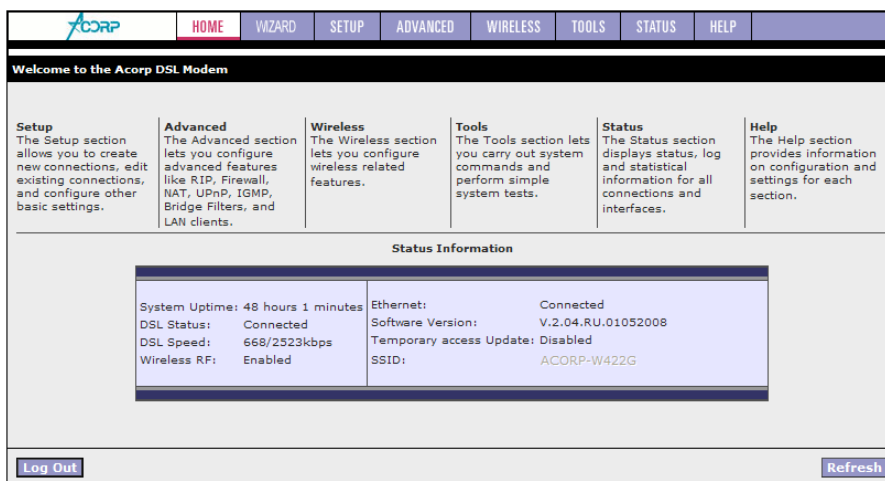 ACORP HOME WIZARD SETUP ADVANCED WIRELESS TOOLS STATUS HELP
Welcome to the Acorp DSL Modem
Setup
The Setup section
allows you to create
new connections, edit
existing connections,
and configure other
basic settings.
Advanced
The Advanced section
lets you configure
advanced features
like RIP, Firewall,
NAT, UPnP, IGMP,
Bridge Filters, and
LAN clients.
Wireless
The Wireless section
lets you configure
wireless related
features.
Tools
The Tools section lets
you carry out system
commands and
perform simple
system tests.
Status
The Status section
displays status, log
and statistical
information for all
connections and
interfaces.
Help
The Help section
provides information
on configuration and
settings for each
section.
Status Information
System Uptime: 48 hours 1 minutes
DSL Status: Connected
DSL Speed: 668/2523kbps
Wireless RF: Enabled
Ethernet: Connected
Software Version: V.2.04.RU.01052008
Temporary access Update: Disabled
SSID: ACORP-W422G
Log Out
Refresh